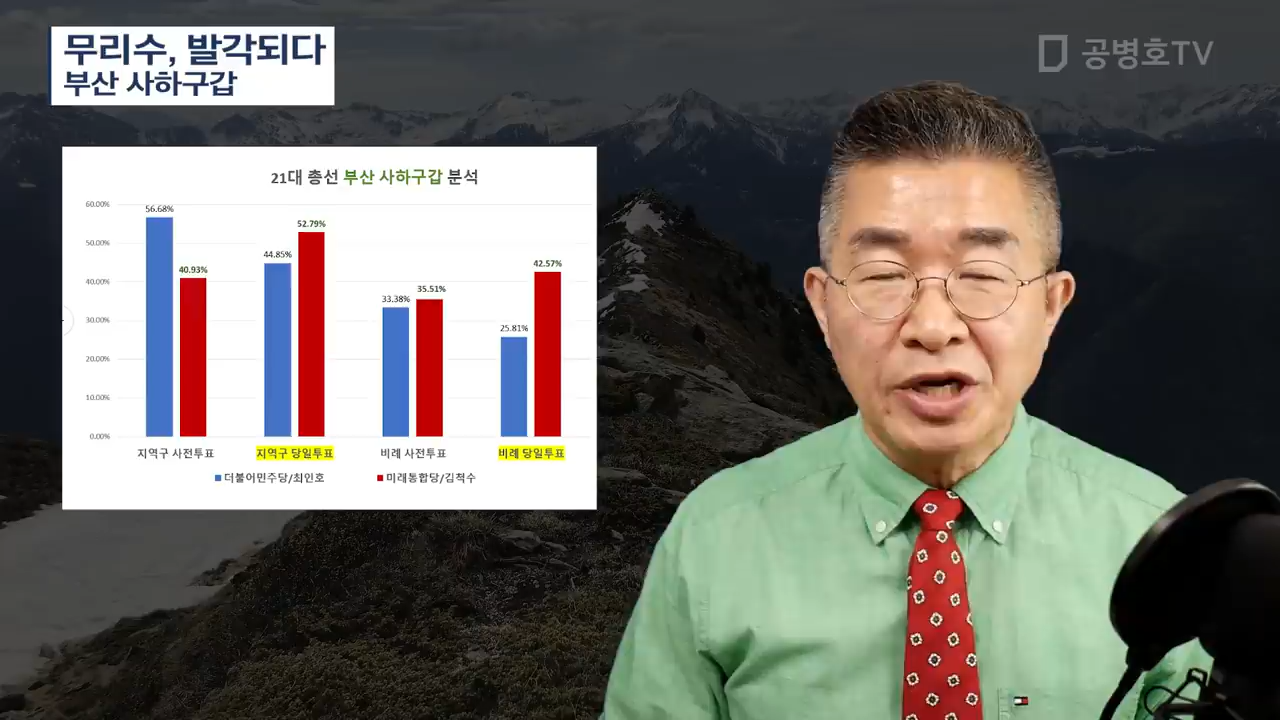 무리수, 발각되다
부산 사하구갑
공병호TV
21대 총선 부산 사하구갑 분석
60.00%
50.00%
40.00%
30.00%
20.00%
10.00%
0.00%
56.68%
40.93%
44.85%
52.79%
33.38%
35.51%
25.81%
42.57%
지역구 사전투표
지역구 당일투표
비례 사전투표
비례 당일투표
더불어민주당/최인호
미래통합당/김척수